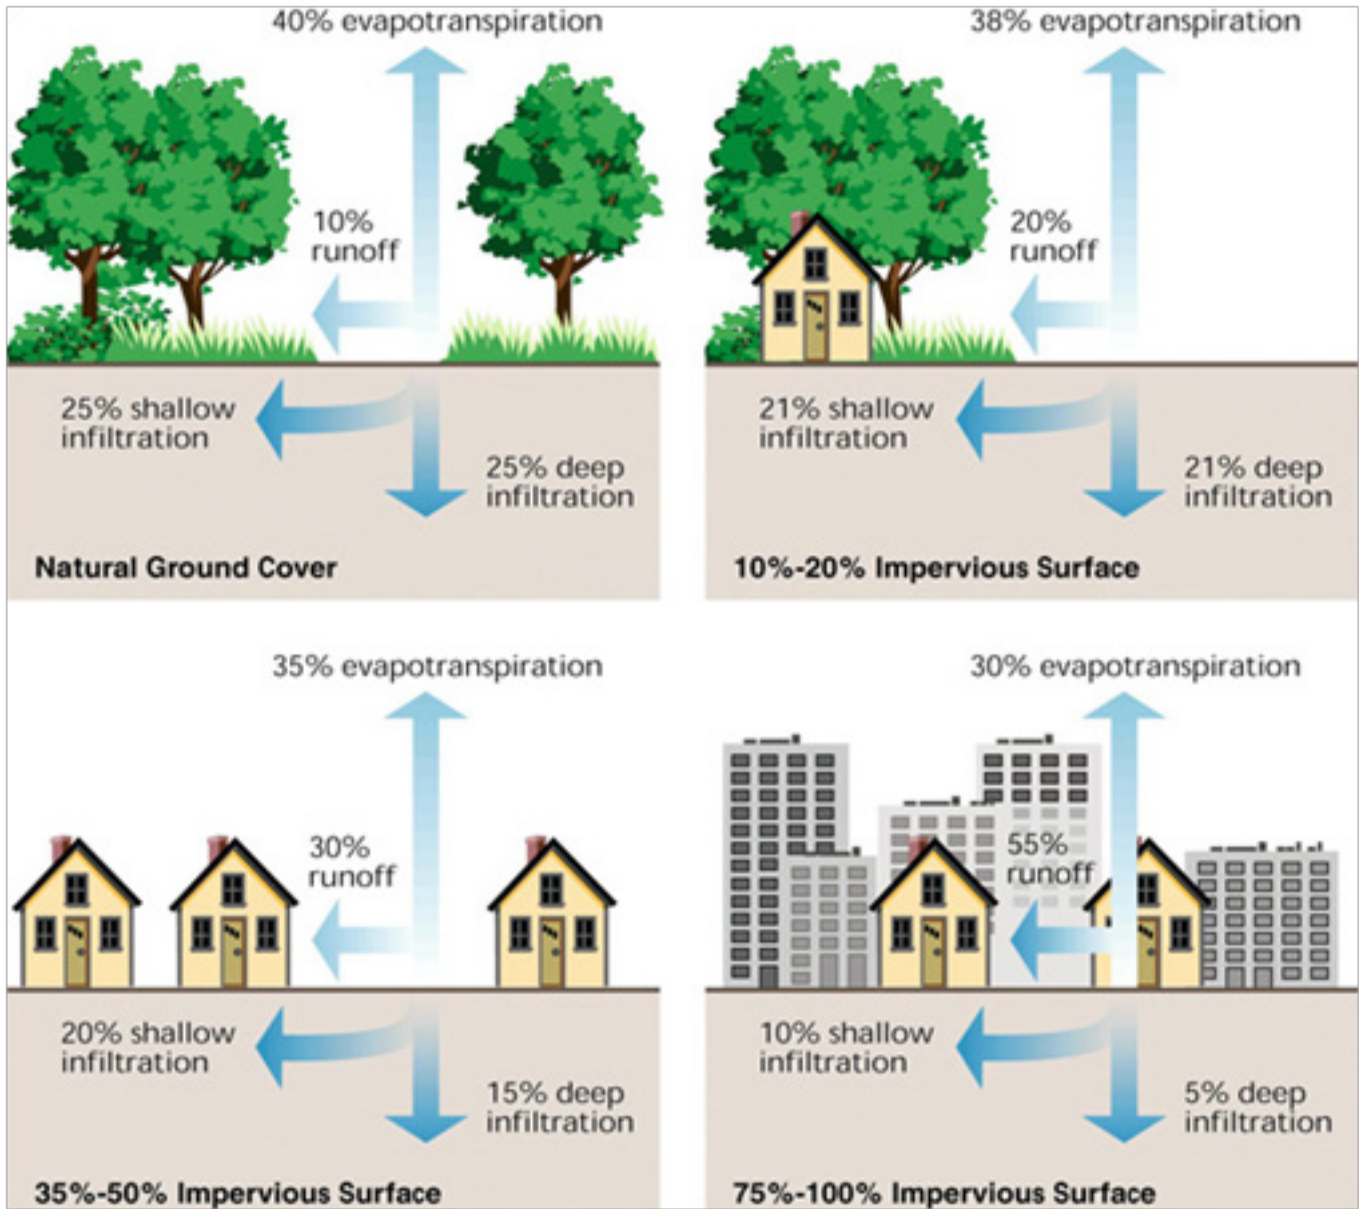 40% evapotranspiration
10%
runoff
25% shallow
infiltration
25% deep
infiltration
Natural Ground Cover
38% evapotranspiration
20%
runoff
21% shallow
infiltration
21% deep
infiltration
10%-20% Impervious Surface
35% evapotranspiration
30%
runoff
20% shallow
infiltration
15% deep
infiltration
35%-50% Impervious Surface
30% evapotranspiration
55%
runoff
10% shallow
infiltration
5% deep
infiltration
75%-100% Impervious Surface